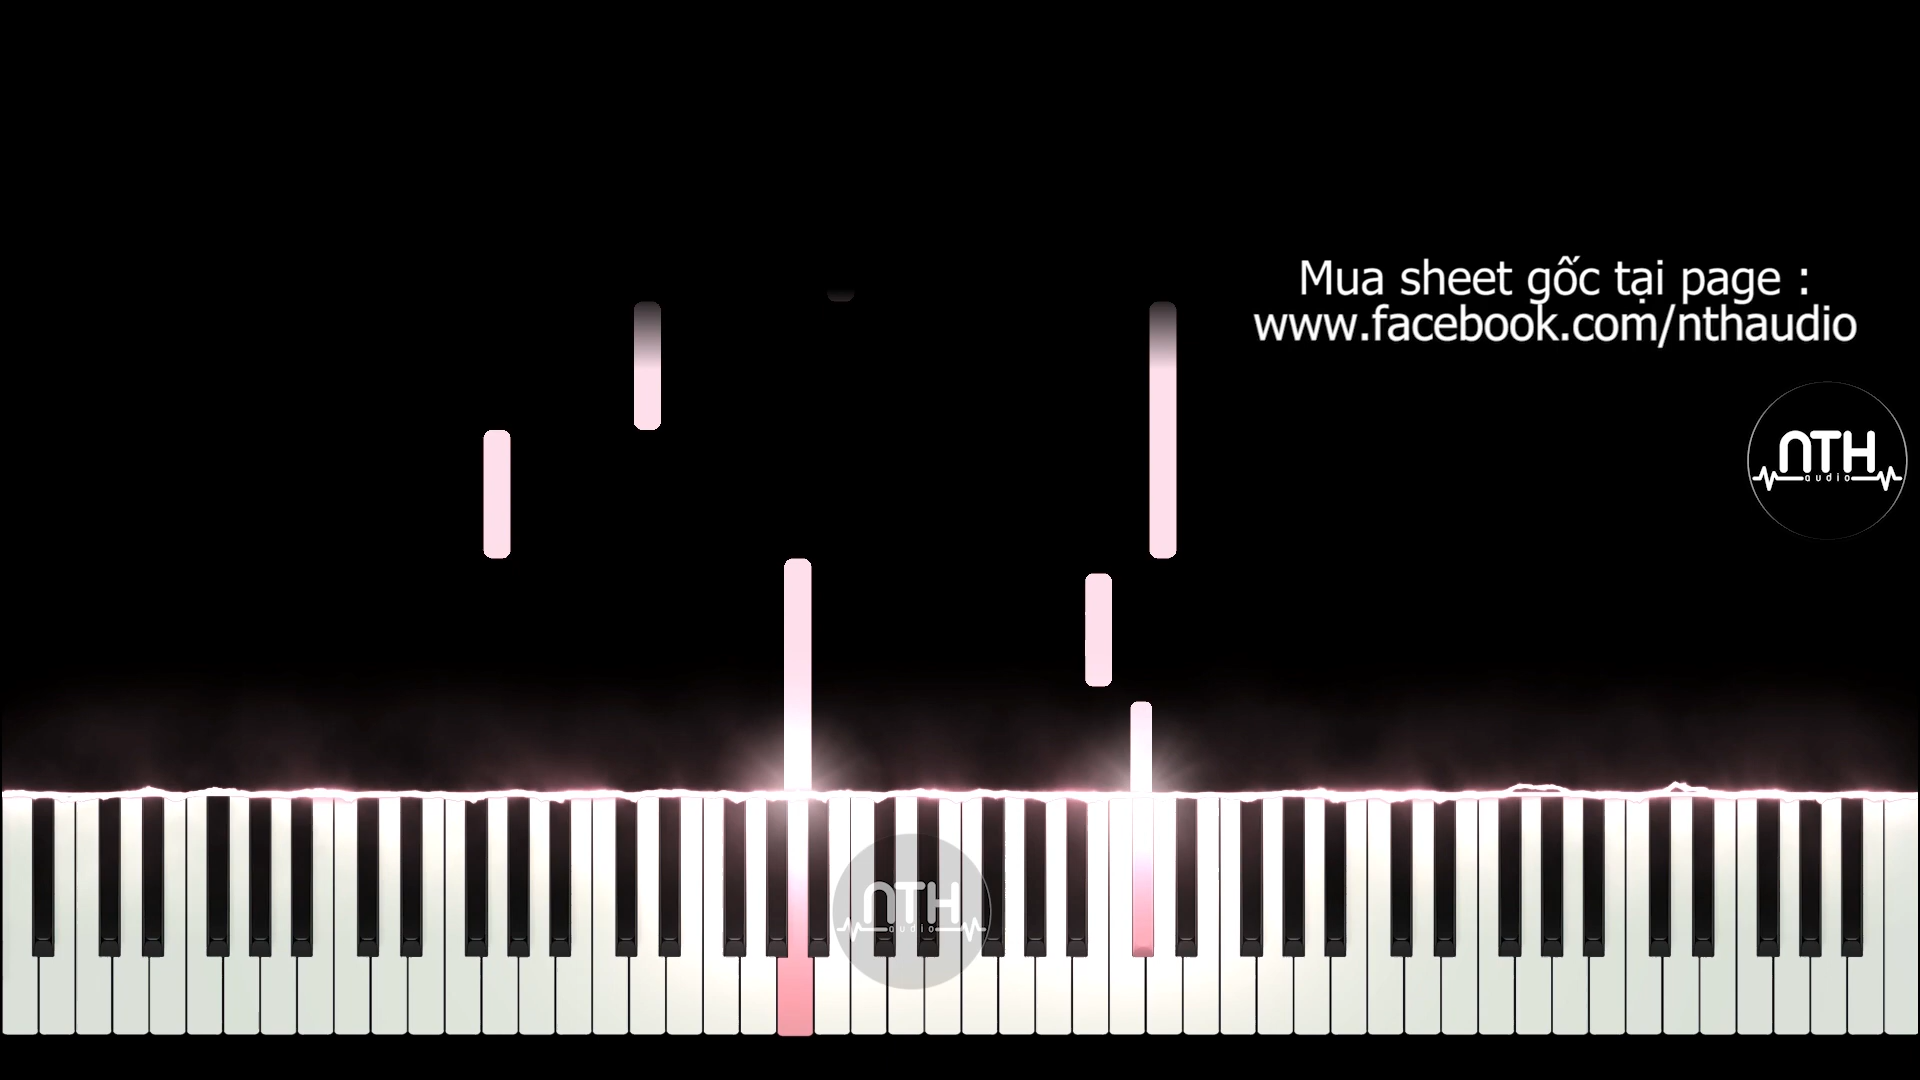 Mua sheet gốc tại page :
www.facebook.com/nthaudio
NTH
audio
NTH
audio